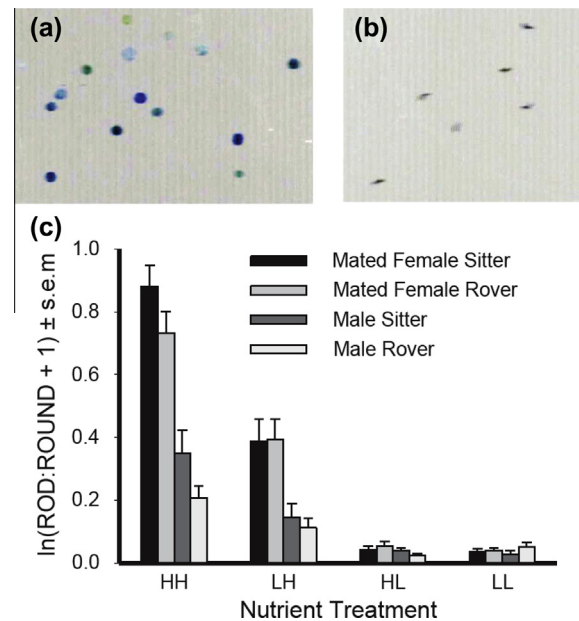 (a)
(b)
(c)
ln(ROD:ROUND + 1) ± s.e.m
1.0
0.8
0.6
0.4
0.2
0.0
Mated Female Sitter
Mated Female Rover
Male Sitter
Male Rover
HH LH HL LL
Nutrient Treatment